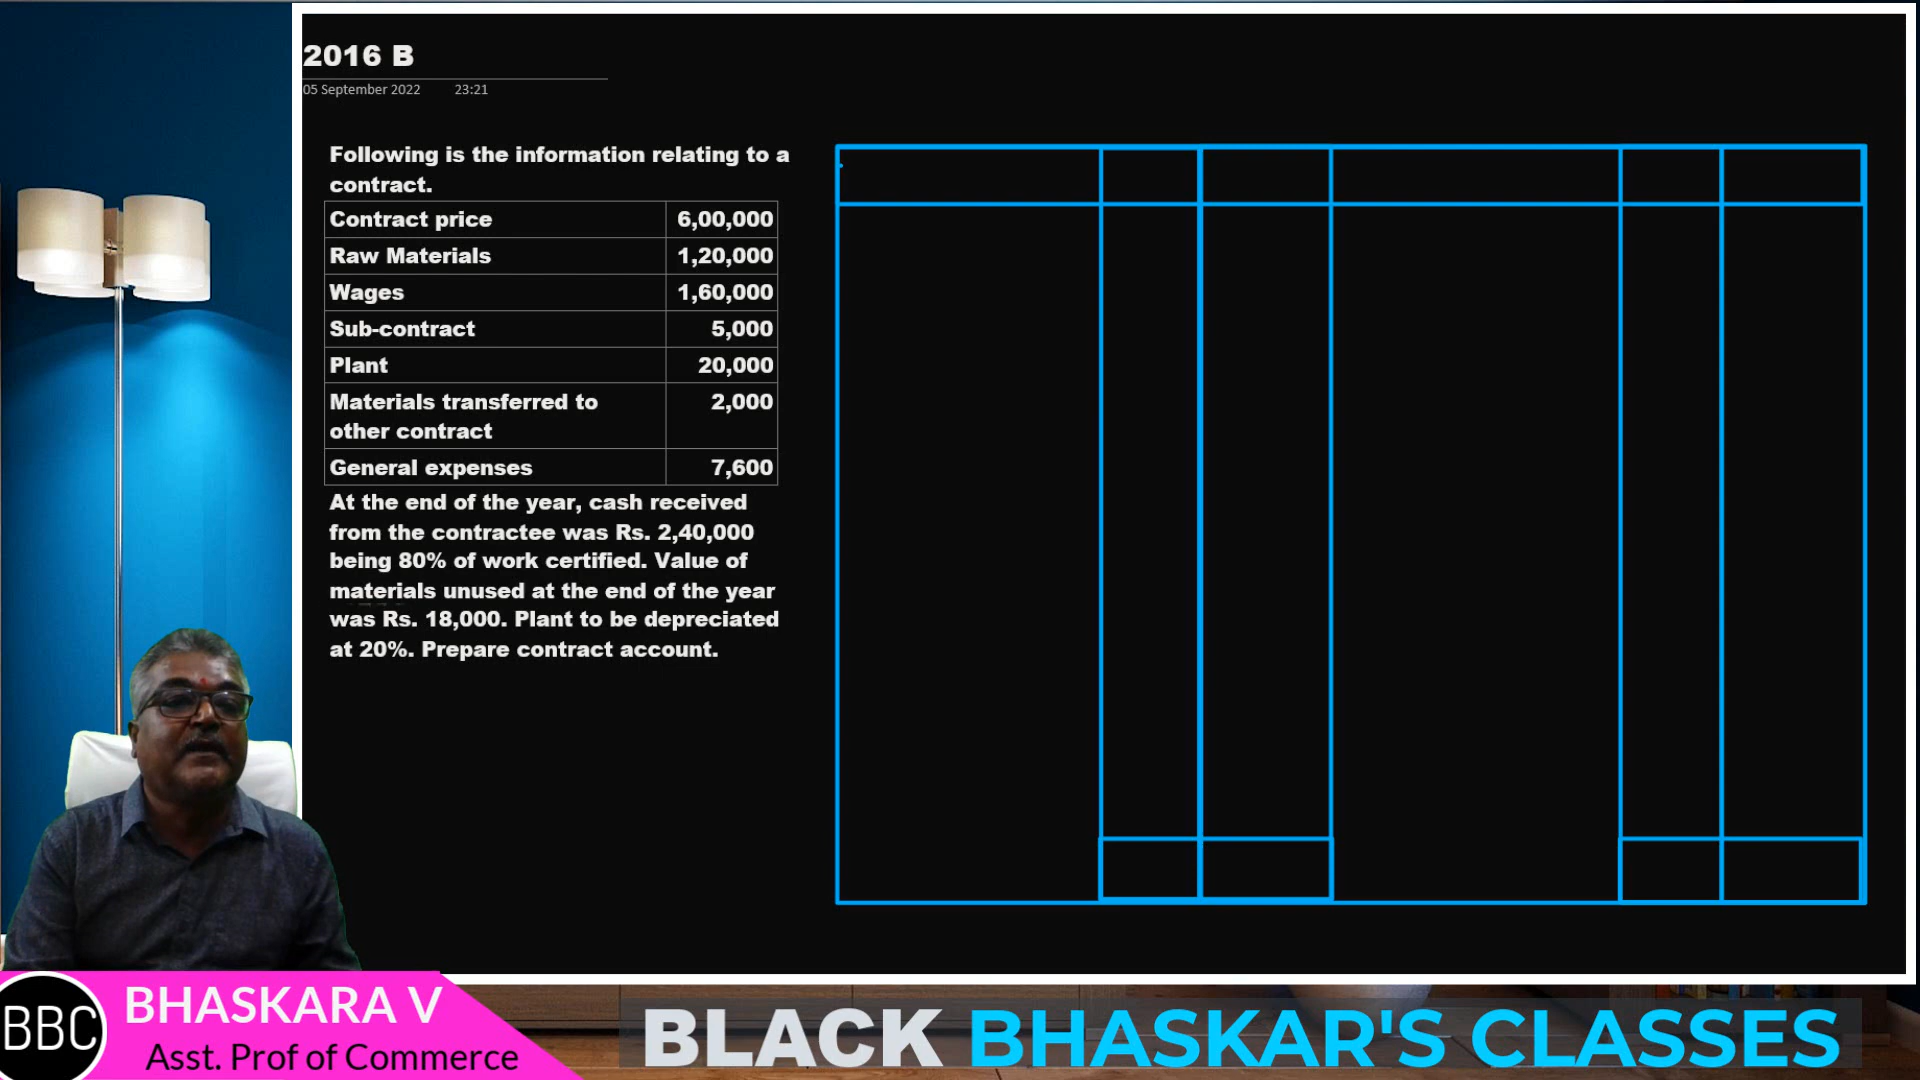 2016 B
05 September 2022 23:21
Following is the information relating to a
contract.
Contract price 6,00,000
Raw Materials 1,20,000
Wages 1,60,000
Sub-contract 5,000
Plant 20,000
Materials transferred to 2,000
other contract
General expenses 7,600
At the end of the year, cash received
from the contractee was Rs. 2,40,000
being 80% of work certified. Value of
materials unused at the end of the year
was Rs. 18,000. Plant to be depreciated
at 20%. Prepare contract account.
BBC
BHASKARA V
Asst. Prof of Commerce
BLACK BHASKAR'S CLASSES